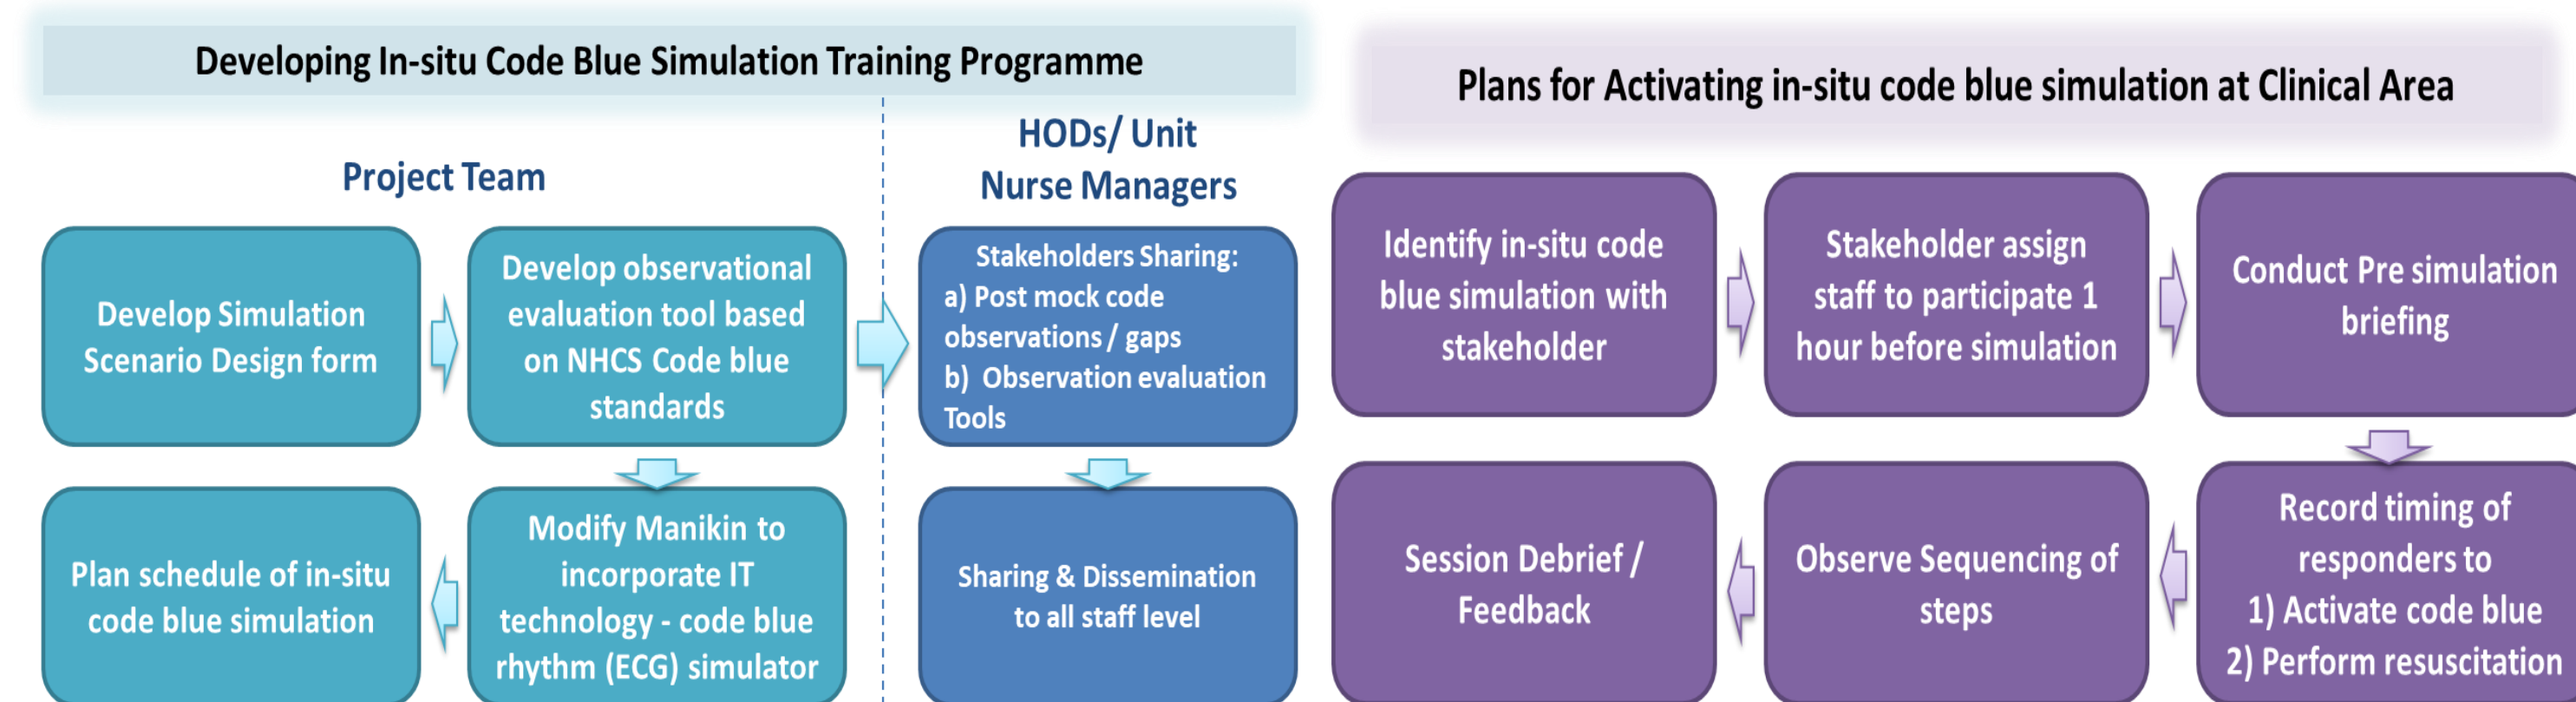 Developing In-situ Code Blue Simulation Training Programme
Project Team
HODs/ Unit
Nurse Managers
Develop Simulation
Scenario Design form
Develop observational
evaluation tool based
on NHCS Code blue
standards
Stakeholders Sharing:
a) Post mock code
observations / gaps
b) Observation evaluation
Tools
Plan schedule of in-situ
code blue simulation
Modify Manikin to
incorporate IT
technology - code blue
rhythm (ECG) simulator
Sharing & Dissemination
to all staff level
Plans for Activating in-situ code blue simulation at Clinical Area
Identify in-situ code
blue simulation with
stakeholder
Stakeholder assign
staff to participate 1
hour before simulation
Conduct Pre simulation
briefing
Session Debrief /
Feedback
Observe Sequencing of
steps
Record timing of
responders to
1) Activate code blue
2) Perform resuscitation